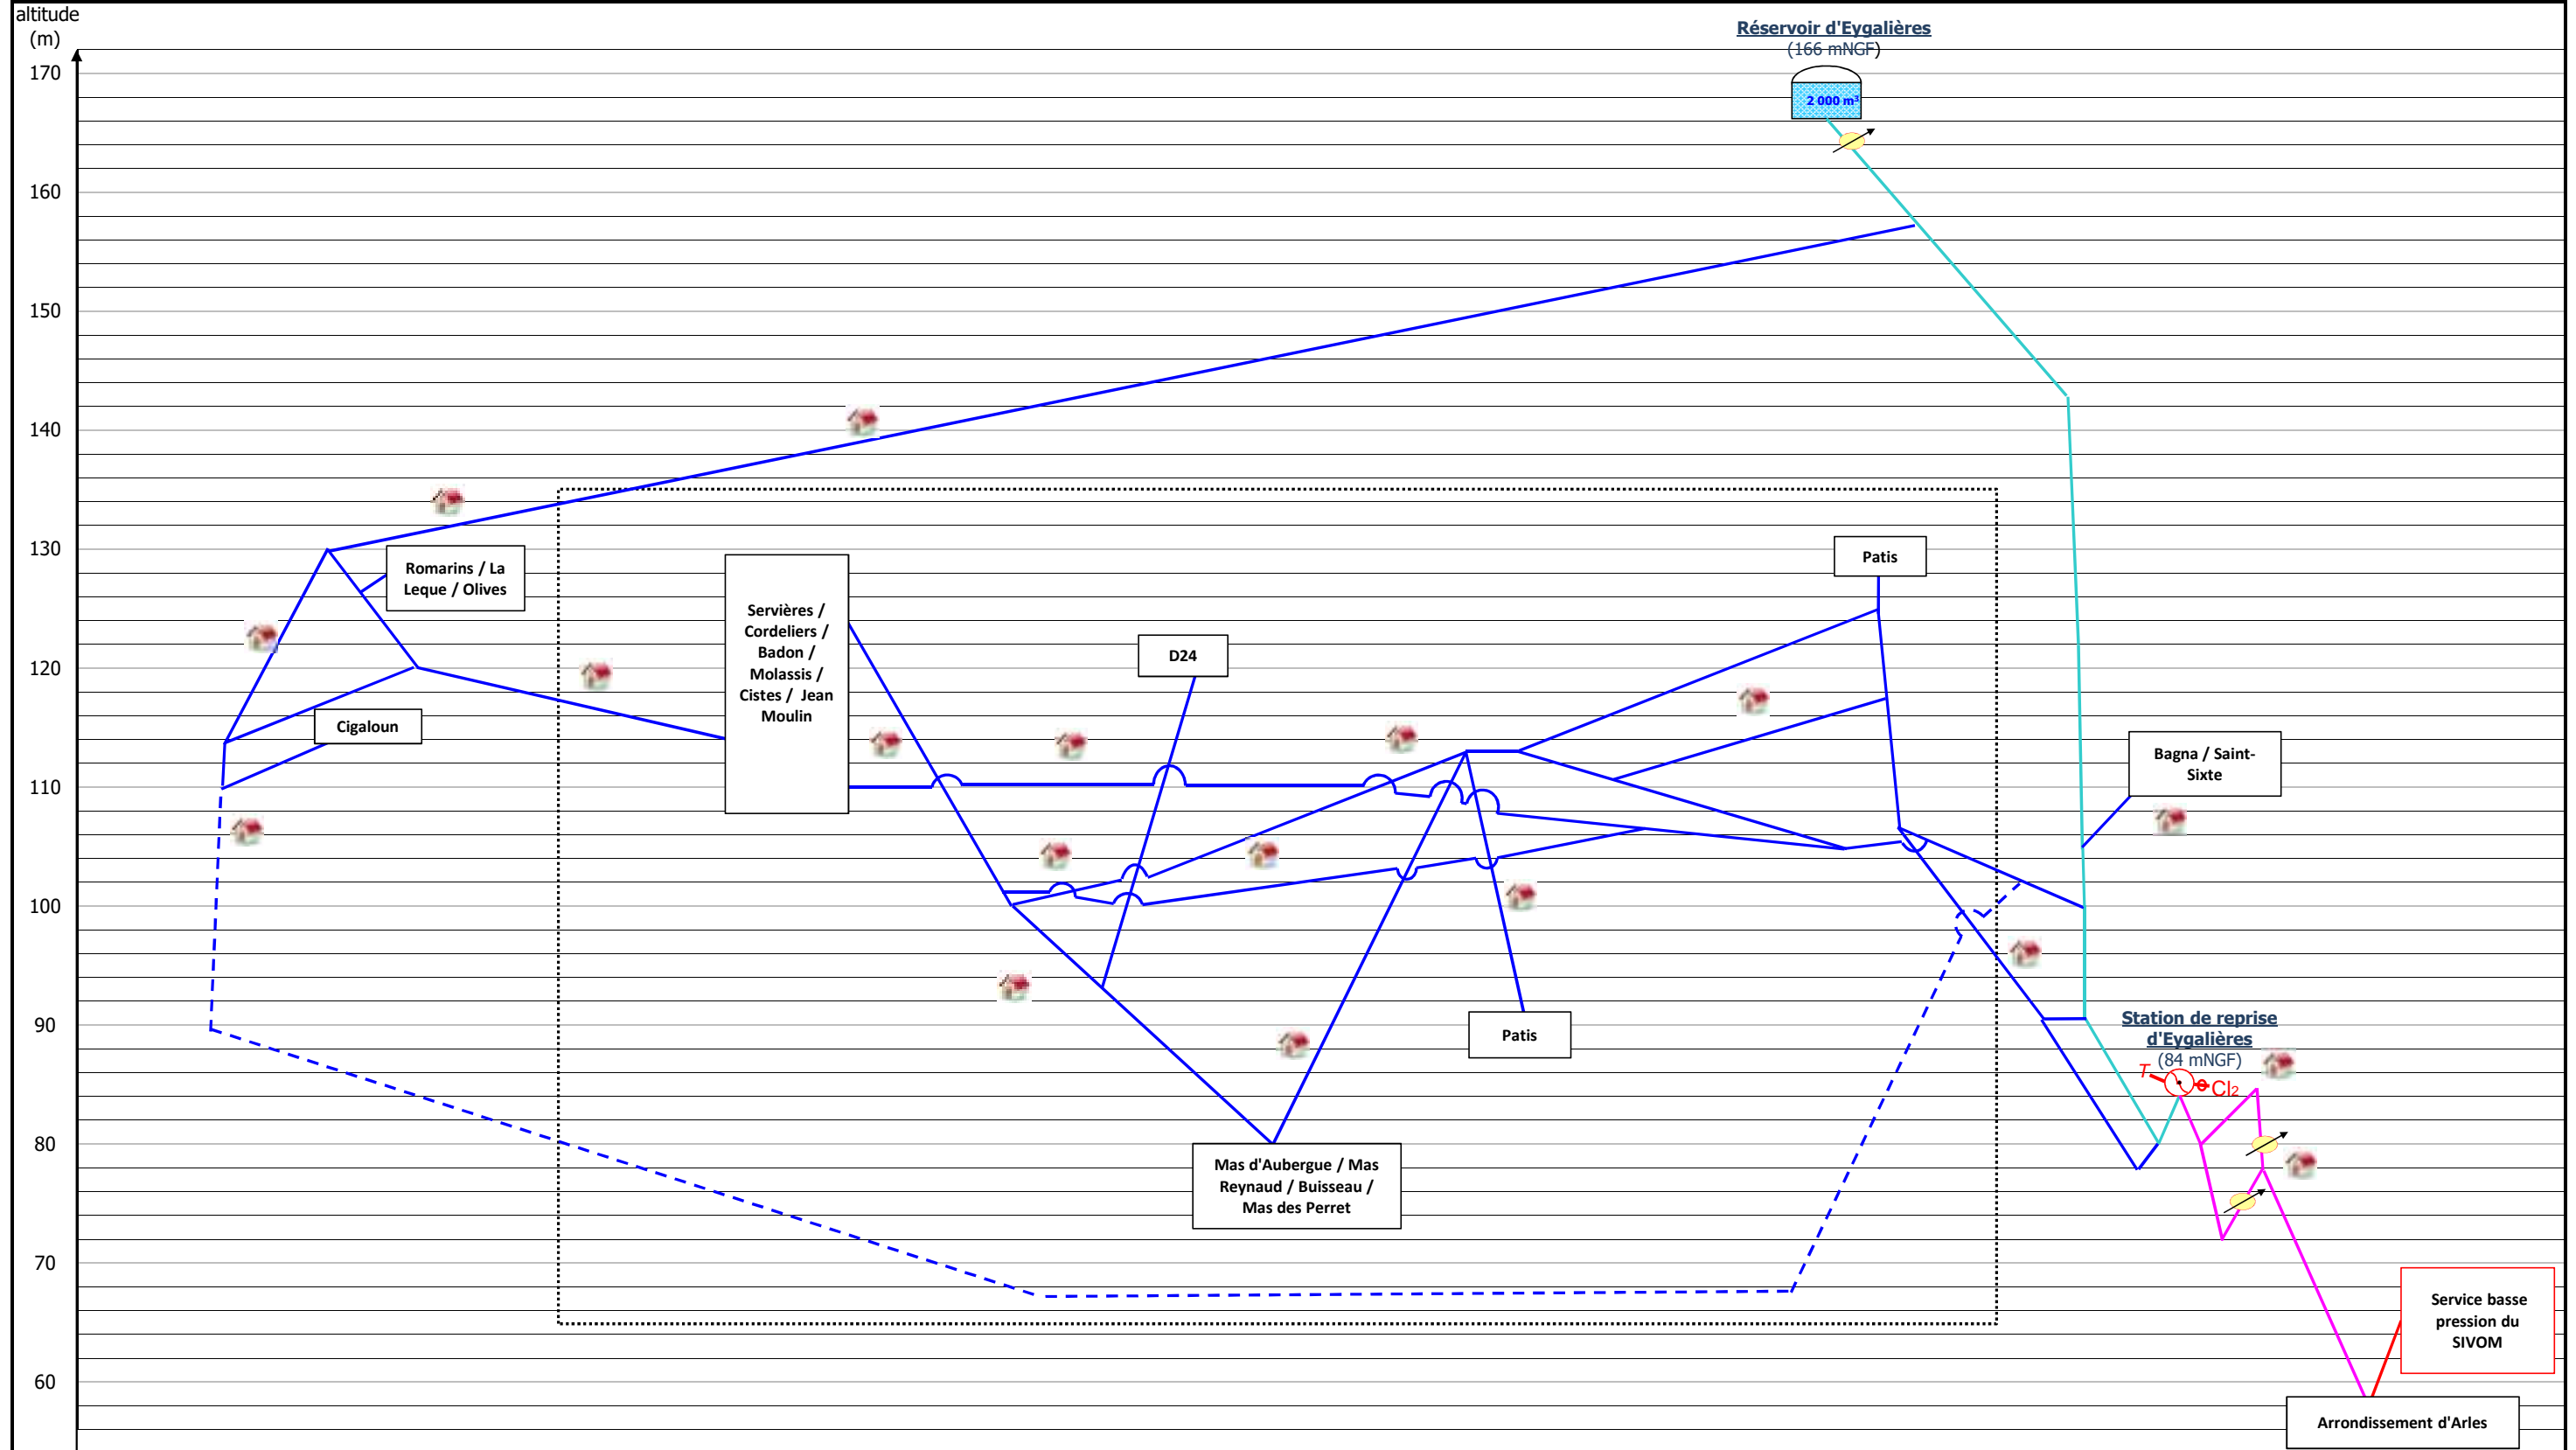 altitude
(m)
170
160
150
140
130
120
110
100
90
80
70
60
Réservoir d'Eygalières
(166 mNGF)
2 000 m³
Romarins / La
Leque / Olives
Cigaloun
Servières /
Cordeliers /
Badon /
Molassis /
Cistes / Jean
Moulin
D24
Patis
Bagna / Saint-
Sixte
Patis
Station de reprise
d'Eygalières
(84 mNGF)
T
Cl2
Mas d'Aubergue / Mas
Reynaud / Buisseau /
Mas des Perret
Service basse
pression du
SIVOM
Arrondissement d'Arles